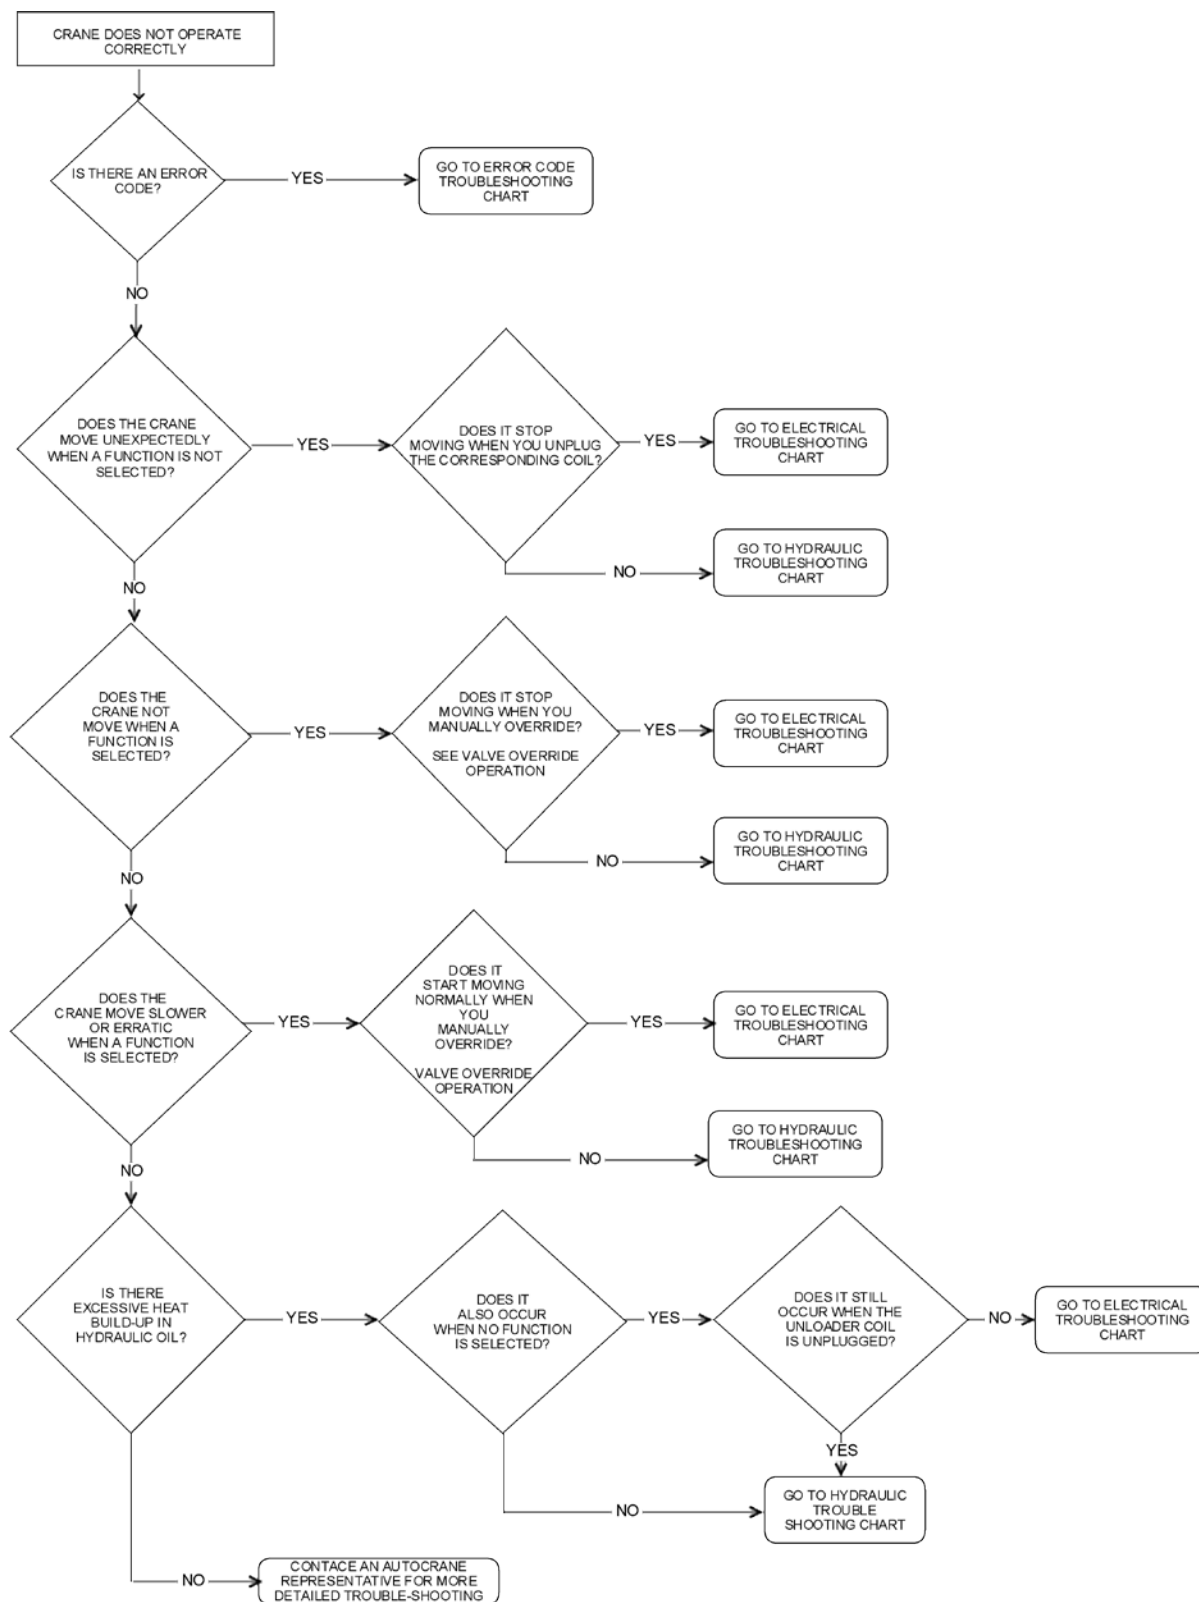 CRANE DOES NOT OPERATE
CORRECTLY
IS THERE AN ERROR
CODE?
YES
GO TO ERROR CODE
TROUBLESHOOTING
CHART
NO
DOES THE CRANE
MOVE UNEXPECTEDLY
WHEN A FUNCTION IS NOT
SELECTED?
YES
DOES IT STOP
MOVING WHEN YOU UNPLUG
THE CORRESPONDING COIL?
YES
GO TO ELECTRICAL
TROUBLESHOOTING
CHART
NO
GO TO HYDRAULIC
TROUBLESHOOTING
CHART
NO
DOES THE
CRANE NOT
MOVE WHEN A
FUNCTION IS
SELECTED?
YES
DOES IT STOP
MOVING WHEN YOU
MANUALLY OVERRIDE?
SEE VALVE OVERRIDE
OPERATION
YES
GO TO ELECTRICAL
TROUBLESHOOTING
CHART
NO
GO TO HYDRAULIC
TROUBLESHOOTING
CHART
NO
DOES THE
CRANE MOVE SLOWER
OR ERRATIC
WHEN A FUNCTION
IS SELECTED?
YES
DOES IT
START MOVING
NORMALLY WHEN
YOU
MANUALLY
OVERRIDE?
VALVE OVERRIDE
OPERATION
YES
GO TO ELECTRICAL
TROUBLESHOOTING
CHART
NO
GO TO HYDRAULIC
TROUBLESHOOTING
CHART
NO
IS THERE
EXCESSIVE HEAT
BUILD-UP IN
HYDRAULIC OIL?
YES
DOES IT
ALSO OCCUR
WHEN NO FUNCTION
IS SELECTED?
YES
DOES IT STILL
OCCUR WHEN THE
UNLOADER COIL
IS UNPLUGGED?
NO
GO TO ELECTRICAL
TROUBLESHOOTING
CHART
YES
NO
GO TO HYDRAULIC
TROUBLE
SHOOTING CHART
NO
CONTACE AN AUTOCRANE
REPRESENTATIVE FOR MORE
DETAILED TROUBLE-SHOOTING